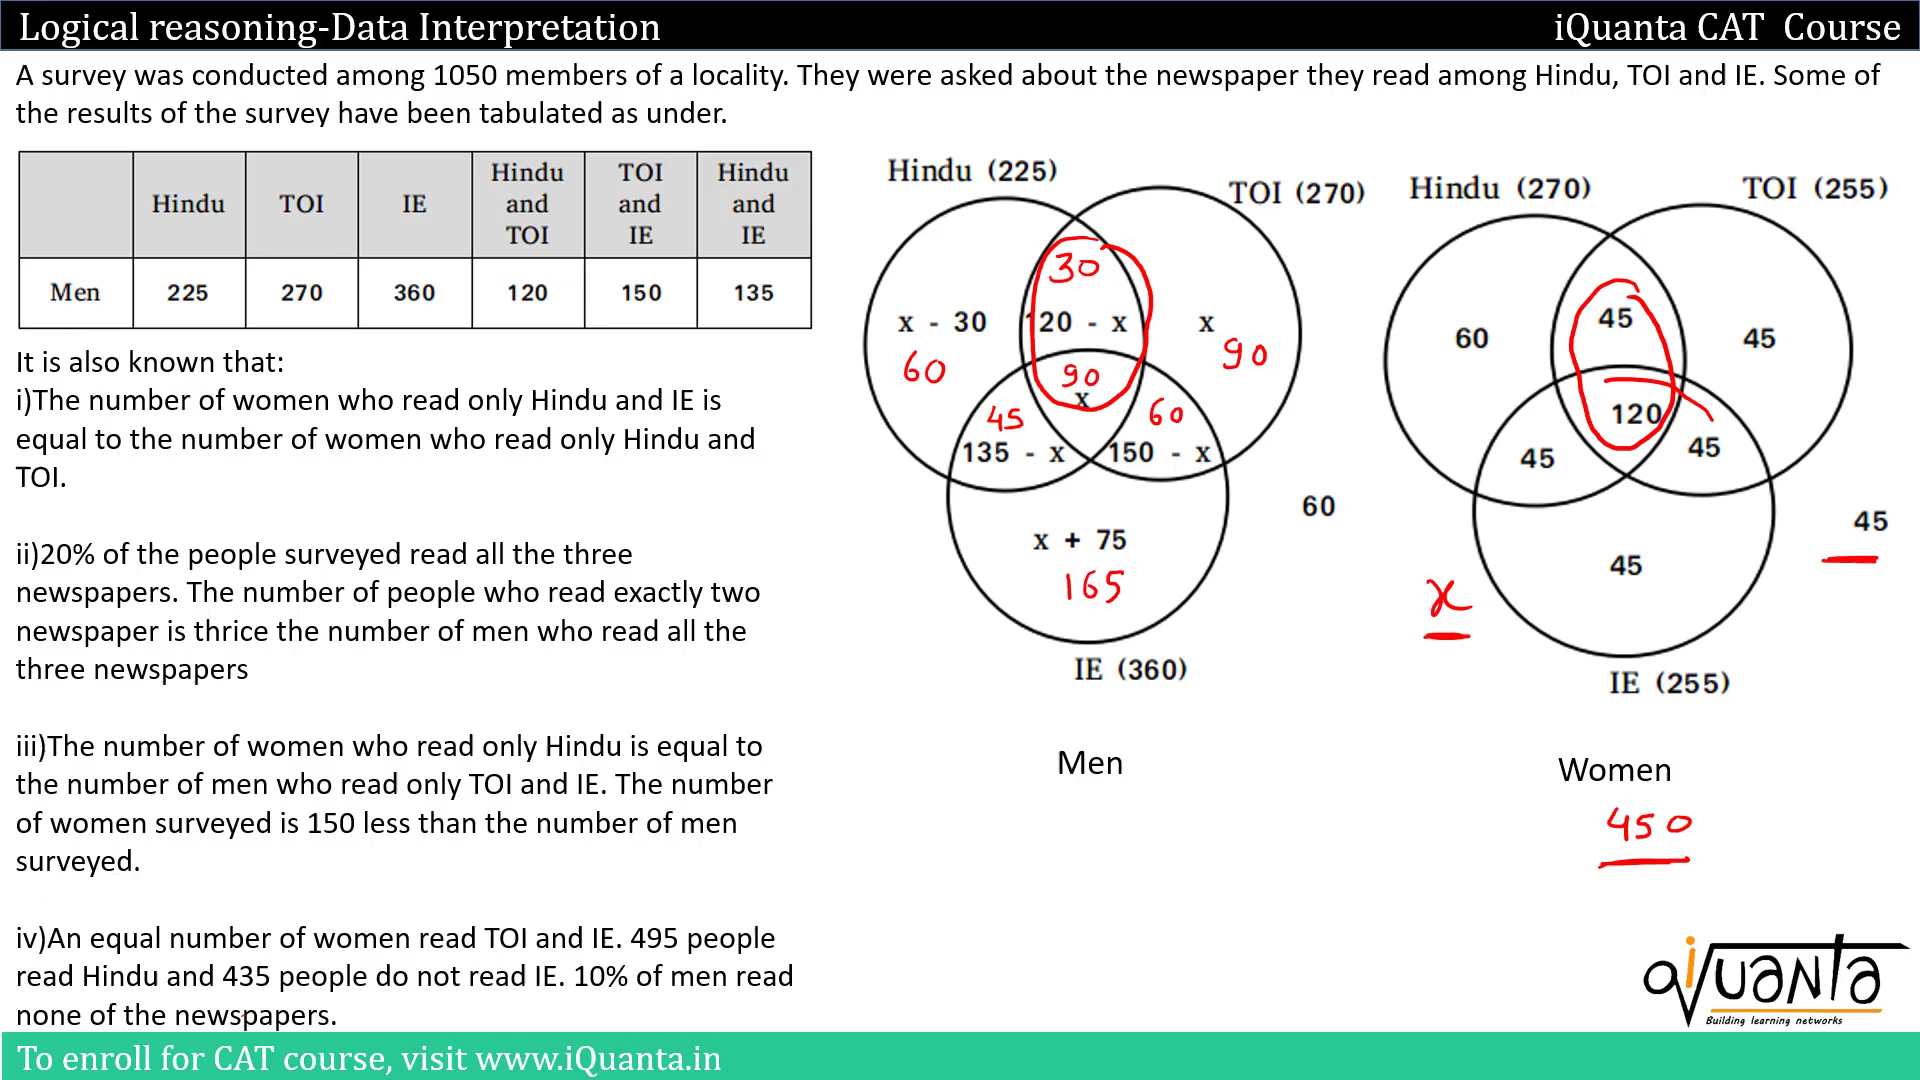 Logical reasoning-Data Interpretation
iQuanta CAT Course
A survey was conducted among 1050 members of a locality. They were asked about the newspaper they read among Hindu, TOI and IE. Some of
the results of the survey have been tabulated as under.
Hindu TOI IE Hindu and TOI TOI and IE Hindu and IE
Men 225 270 360 120 150 135
It is also known that:
i)The number of women who read only Hindu and IE is
equal to the number of women who read only Hindu and
TOI.
ii)20% of the people surveyed read all the three
newspapers. The number of people who read exactly two
newspaper is thrice the number of men who read all the
three newspapers
iii)The number of women who read only Hindu is equal to
the number of men who read only TOI and IE. The number
of women surveyed is 150 less than the number of men
surveyed.
iv)An equal number of women read TOI and IE. 495 people
read Hindu and 435 people do not read IE. 10% of men read
none of the newspapers.
Hindu (225)
TOI (270)
30
x - 30
120 - x
x
60
90
90
x
45
60
135 - x
150 - x
60
x + 75
165
IE (360)
Men
Hindu (270)
TOI (255)
45
60
45
120
45
45
45
45
x
IE (255)
Women
450
iQuanta
Building learning networks
To enroll for CAT course, visit www.iQuanta.in